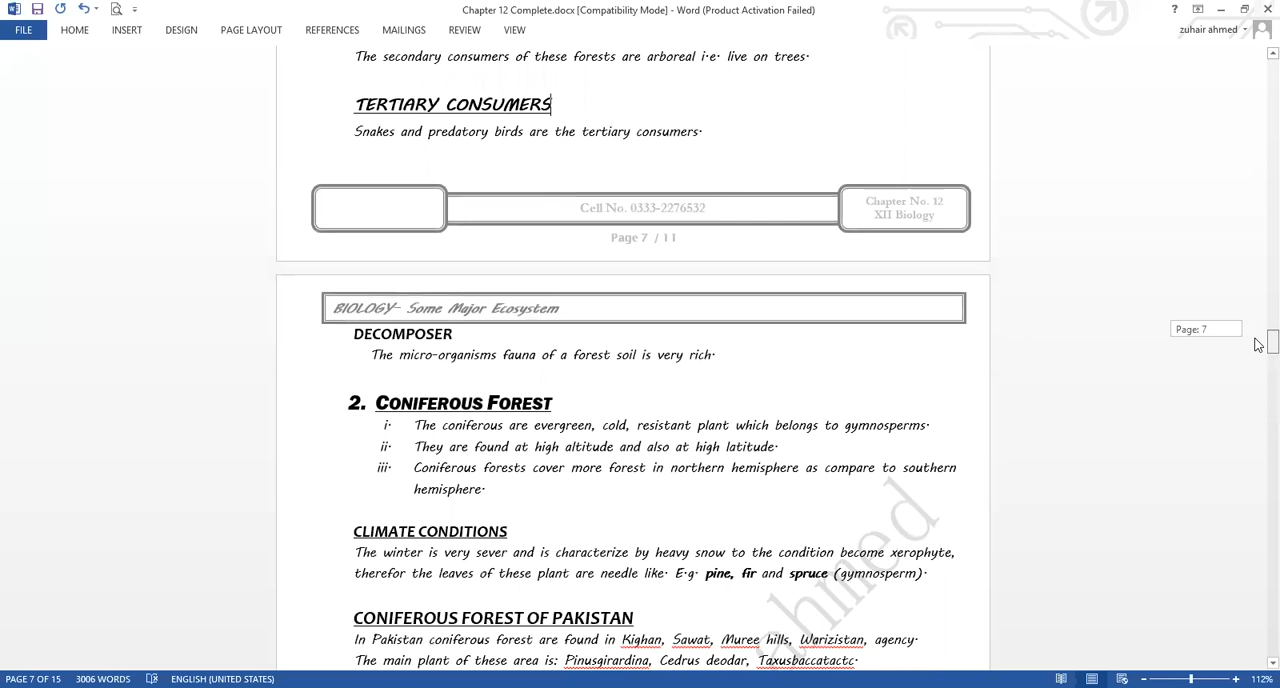 Chapter 12 Complete.docx [Compatibility Mode] - Word (Product Activation Failed)
FILE HOME INSERT DESIGN PAGE LAYOUT REFERENCES MAILINGS REVIEW VIEW zuhair ahmed
The secondary consumers of these forests are arboreal i.e. live on trees.
TERTIARY CONSUMERS
Snakes and predatory birds are the tertiary consumers.
Cell No. 0333-2276532
Chapter No. 12
XII Biology
Page 7 / 11
BIOLOGY- Some Major Ecosystem
Page: 7
DECOMPOSER
The micro-organisms fauna of a forest soil is very rich.
2. CONIFEROUS FOREST
i. The coniferous are evergreen, cold, resistant plant which belongs to gymnosperms.
ii. They are found at high altitude and also at high latitude.
iii. Coniferous forests cover more forest in northern hemisphere as compare to southern
hemisphere.
CLIMATE CONDITIONS
The winter is very sever and is characterize by heavy snow to the condition become xerophyte,
therefor the leaves of these plant are needle like. E.g. pine, fir and spruce (gymnosperm).
CONIFEROUS FOREST OF PAKISTAN
In Pakistan coniferous forest are found in Kighan, Sawat, Muree hills, Warizistan, agency.
The main plant of these area is: Pinusgirardina, Cedrus deodar, Taxusbaccatactc.
ahmed
PAGE 7 OF 15 3006 WORDS ENGLISH (UNITED STATES) 112%